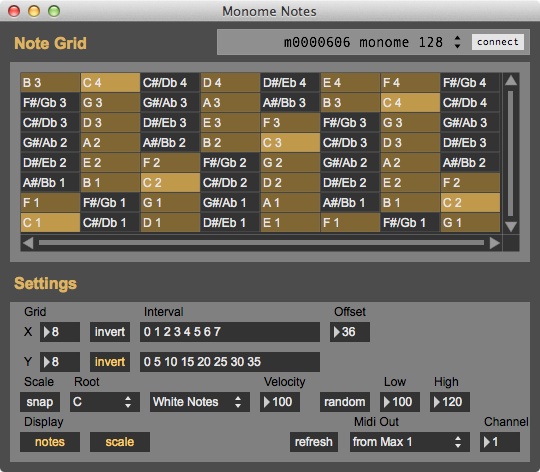 Monome Notes
Note Grid
m0000606 monome 128 connect
B 3 C 4 C#/Db 4 D 4 D#/Eb 4 E 4 F 4 F#/Gb 4
F#/Gb 3 G 3 G#/Ab 3 A 3 A#/Bb 3 B 3 C 4 C#/Db 4
C#/Db 3 D 3 D#/Eb 3 E 3 F 3 F#/Gb 3 G 3 G#/Ab 3
G#/Ab 2 A 2 A#/Bb 2 B 2 C 3 C#/Db 3 D 3 D#/Eb 3
D#/Eb 2 E 2 F 2 F#/Gb 2 G 2 G#/Ab 2 A 2 A#/Bb 2
A#/Bb 1 B 1 C 2 C#/Db 2 D 2 D#/Eb 2 E 2 F 2
F 1 F#/Gb 1 G 1 G#/Ab 1 A 1 A#/Bb 1 B 1 C 2
C 1 C#/Db 1 D 1 D#/Eb 1 E 1 F 1 F#/Gb 1 G 1
Settings
Grid Interval Offset
X 8 invert 0 1 2 3 4 5 6 7 36
Y 8 invert 0 5 10 15 20 25 30 35
Scale Root Velocity Low High
snap C White Notes 100 random 100 120
Display Midi Out Channel
notes scale refresh from Max 1 1